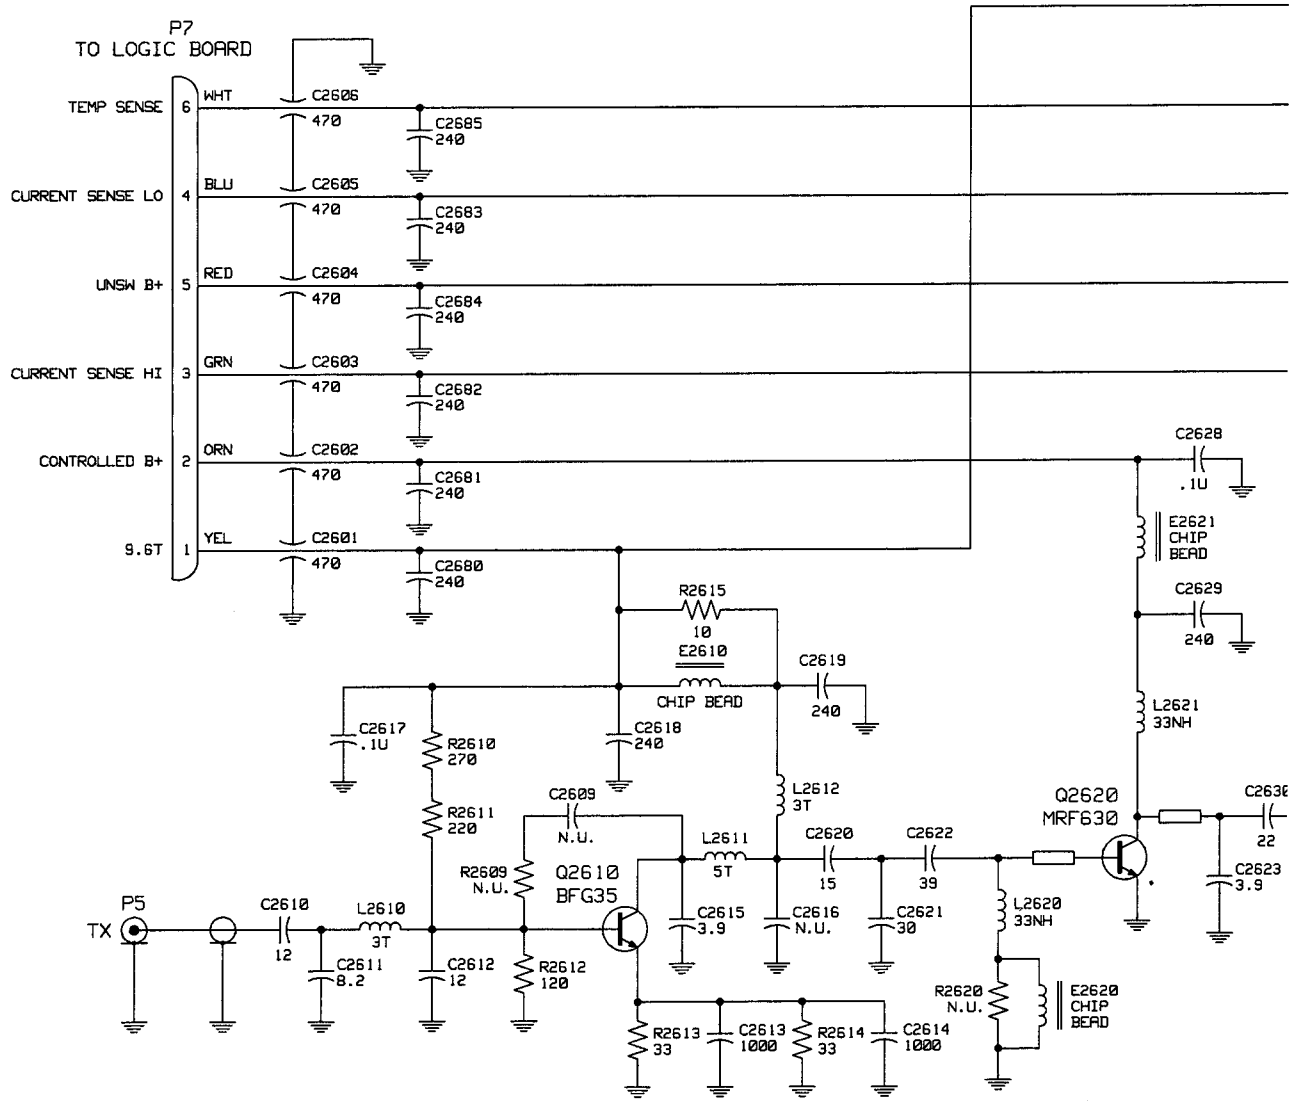 P7
TO LOGIC BOARD
TEMP SENSE 6 WHT
C2606
470
C2685
240
CURRENT SENSE LO 4 BLU
C2605
470
C2683
240
UNSW B+ 5 RED
C2604
470
C2684
240
CURRENT SENSE HI 3 GRN
C2603
470
C2682
240
CONTROLLED B+ 2 ORN
C2602
470
C2681
240
C2628
.1U
9.6T 1 YEL
C2601
470
C2680
240
E2621
CHIP
BEAD
R2615
10
C2629
240
E2610
CHIP BEAD
C2619
240
C2617
.1U
R2610
270
C2618
240
L2621
33NH
R2611
220
C2609
N.U.
L2612
3T
Q2620
MRF630
C2630
22
R2609
N.U.
Q2610
BFG35
L2611
5T
C2620
15
C2622
39
C2623
3.9
TX P5
C2610
12
L2610
3T
C2615
3.9
C2616
N.U.
C2621
30
L2620
33NH
C2611
8.2
C2612
12
R2612
120
R2620
N.U.
E2620
CHIP
BEAD
R2613
33
C2613
1000
R2614
33
C2614
1000